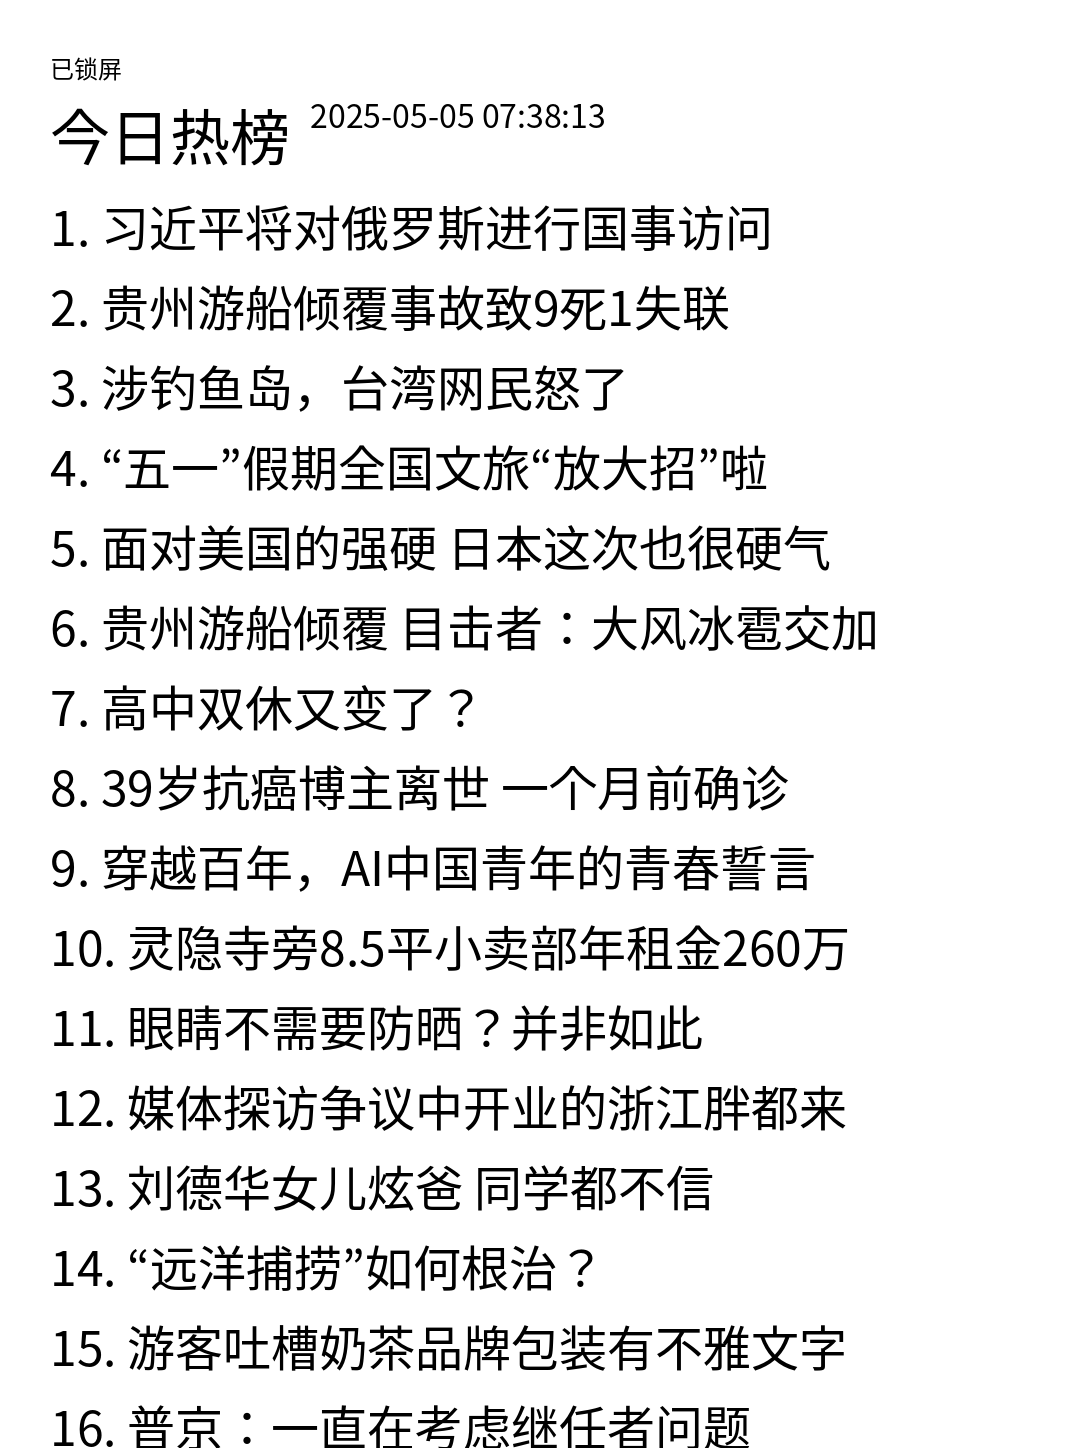 已锁屏
今日热榜 2025-05-05 07:38:13
1. 习近平将对俄罗斯进行国事访问
2. 贵州游船倾覆事故致9死1失联
3. 涉钓鱼岛，台湾网民怒了
4. “五一”假期全国文旅“放大招”啦
5. 面对美国的强硬 日本这次也很硬气
6. 贵州游船倾覆 目击者：大风冰雹交加
7. 高中双休又变了？
8. 39岁抗癌博主离世 一个月前确诊
9. 穿越百年，AI中国青年的青春誓言
10. 灵隐寺旁8.5平小卖部年租金260万
11. 眼睛不需要防晒？并非如此
12. 媒体探访争议中开业的浙江胖都来
13. 刘德华女儿炫爸 同学都不信
14. “远洋捕捞”如何根治？
15. 游客吐槽奶茶品牌包装有不雅文字
16. 普京：一直在考虑继任者问题